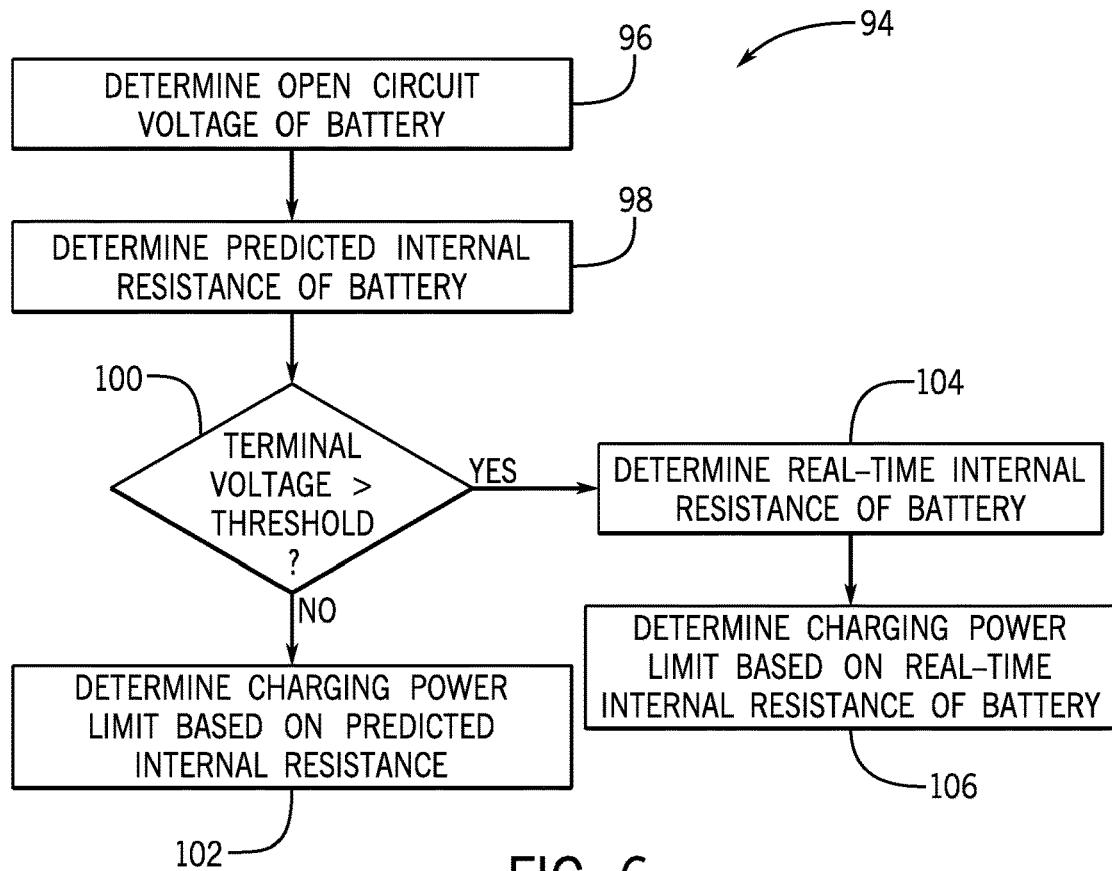 94
96
DETERMINE OPEN CIRCUIT
VOLTAGE OF BATTERY
98
DETERMINE PREDICTED INTERNAL
RESISTANCE OF BATTERY
100
TERMINAL
VOLTAGE >
THRESHOLD
?
YES
NO
104
DETERMINE REAL-TIME INTERNAL
RESISTANCE OF BATTERY
DETERMINE CHARGING POWER
LIMIT BASED ON REAL-TIME
INTERNAL RESISTANCE OF BATTERY
106
DETERMINE CHARGING POWER
LIMIT BASED ON PREDICTED
INTERNAL RESISTANCE
102
FIG. 6